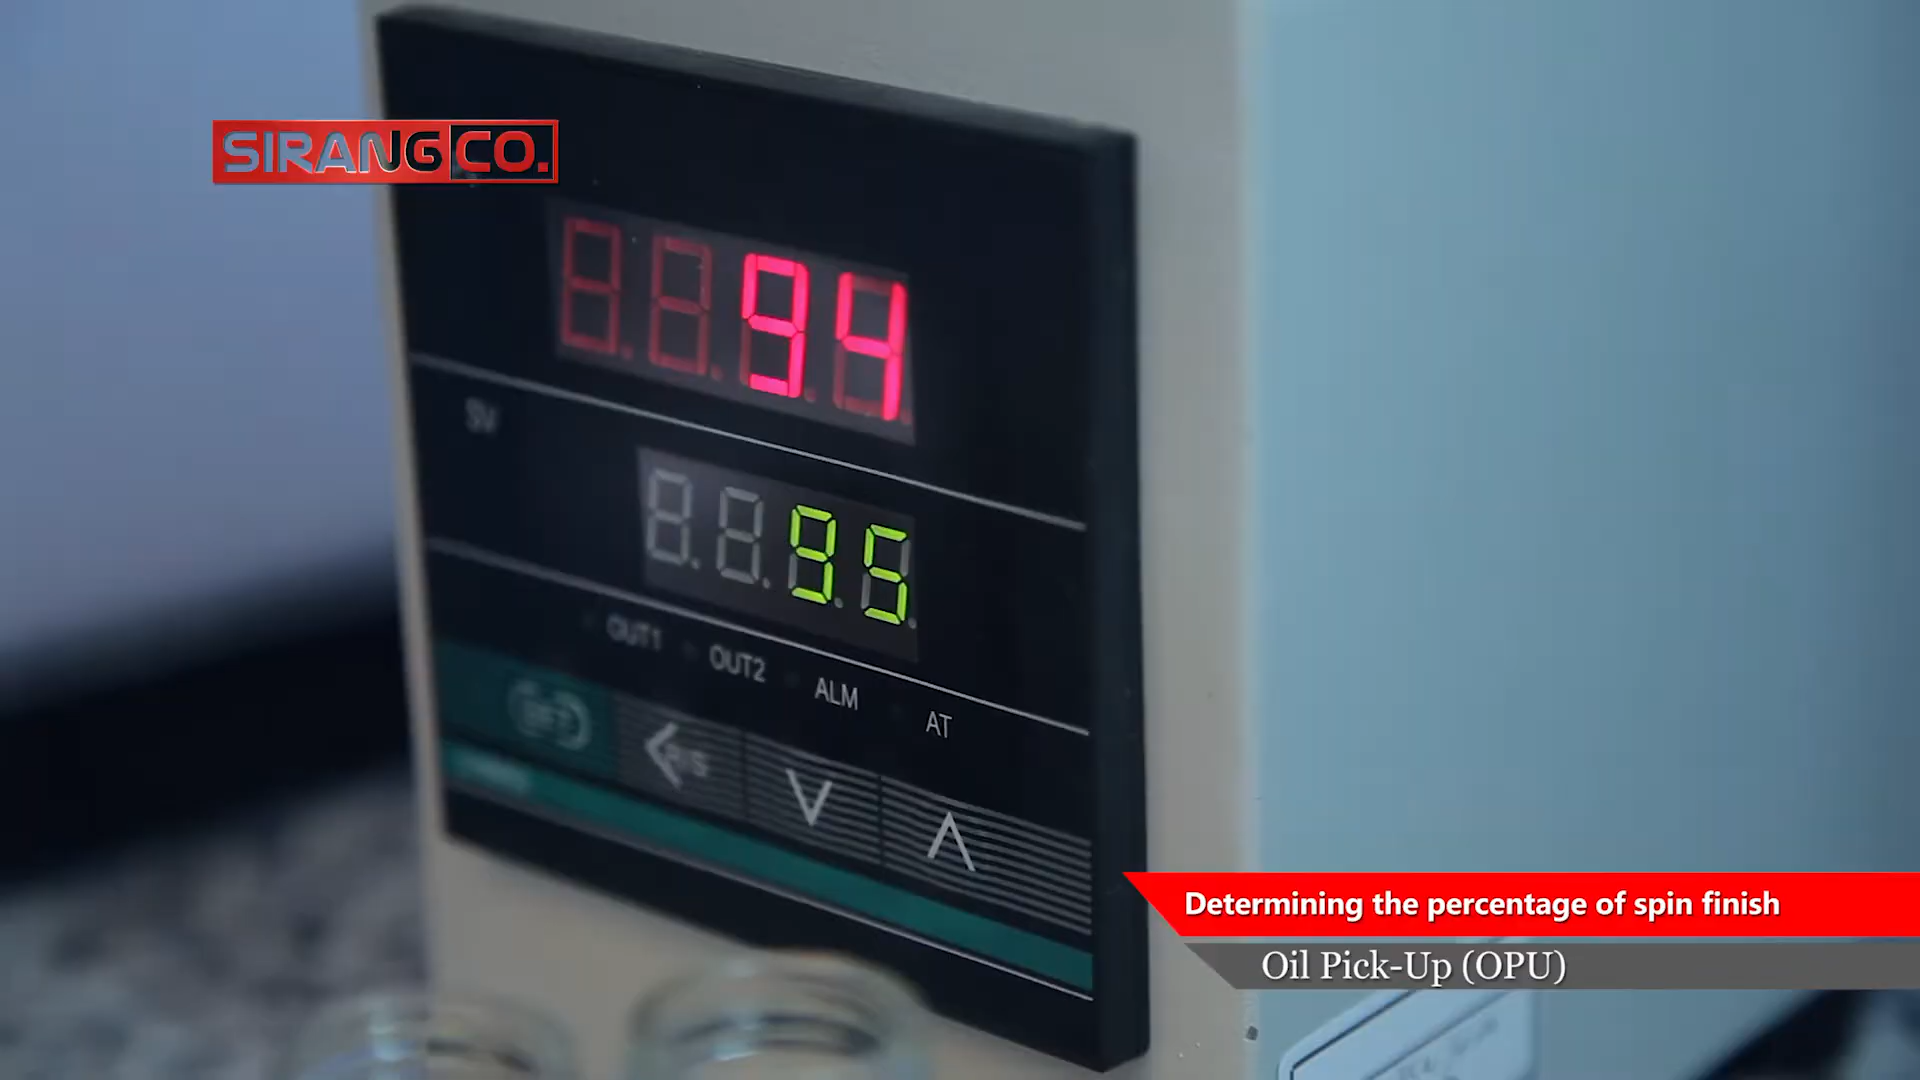 SIRANG CO.
94
SV
95
OUT1
OUT2
ALM
AT
Determining the percentage of spin finish
Oil Pick-Up (OPU)